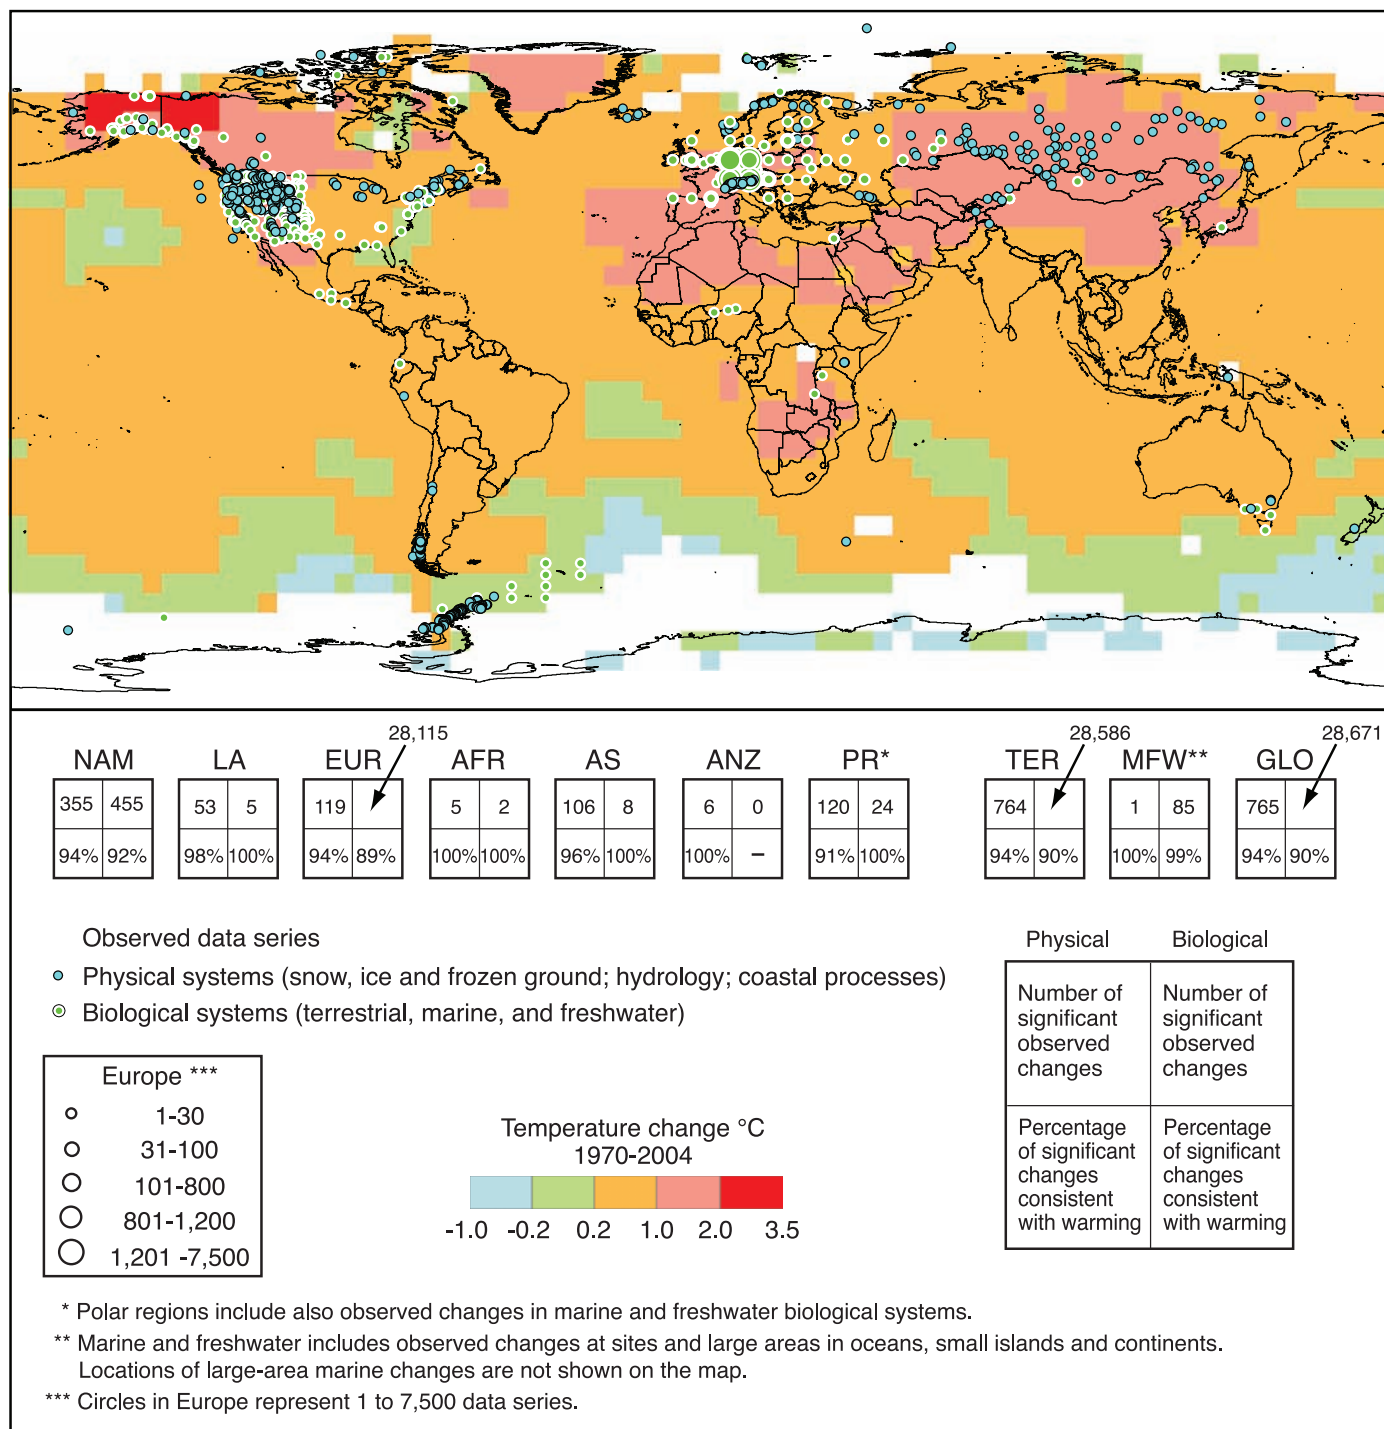 28,115
28,586
28,671
NAM LA EUR AFR AS ANZ PR* TER MFW** GLO
355 455 53 5 119 5 2 106 8 6 0 120 24 764 1 85 765
94% 92% 98% 100% 94% 89% 100% 100% 96% 100% 100% – 91% 100% 94% 90% 100% 99% 94% 90%
Observed data series
Physical systems (snow, ice and frozen ground; hydrology; coastal processes)
Biological systems (terrestrial, marine, and freshwater)
Physical Biological
Number of significant observed changes
Number of significant observed changes
Percentage of significant changes consistent with warming
Percentage of significant changes consistent with warming
Europe ***
1-30
31-100
101-800
801-1,200
1,201 -7,500
Temperature change °C
1970-2004
-1.0 -0.2 0.2 1.0 2.0 3.5
* Polar regions include also observed changes in marine and freshwater biological systems.
** Marine and freshwater includes observed changes at sites and large areas in oceans, small islands and continents.
Locations of large-area marine changes are not shown on the map.
*** Circles in Europe represent 1 to 7,500 data series.